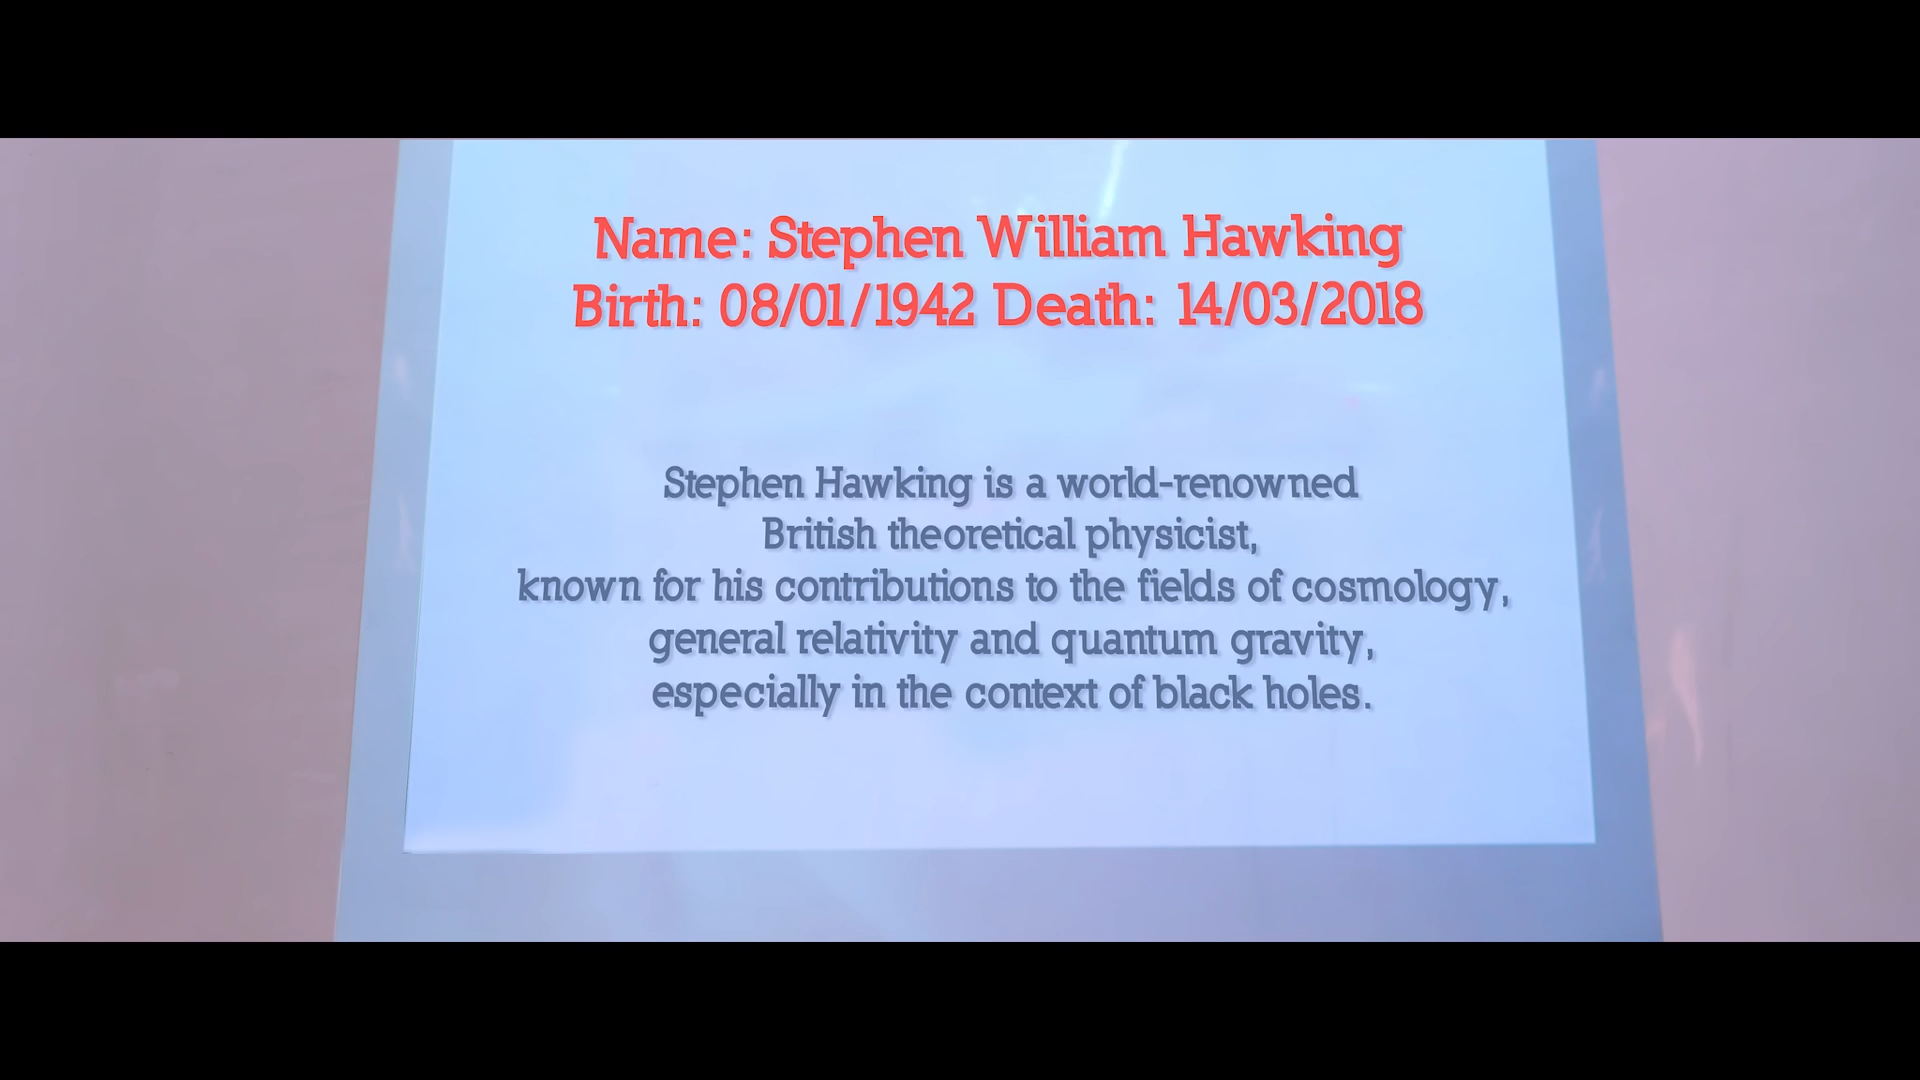 Name: Stephen William Hawking
Birth: 08/01/1942 Death: 14/03/2018
Stephen Hawking is a world-renowned
British theoretical physicist,
known for his contributions to the fields of cosmology,
general relativity and quantum gravity,
especially in the context of black holes.